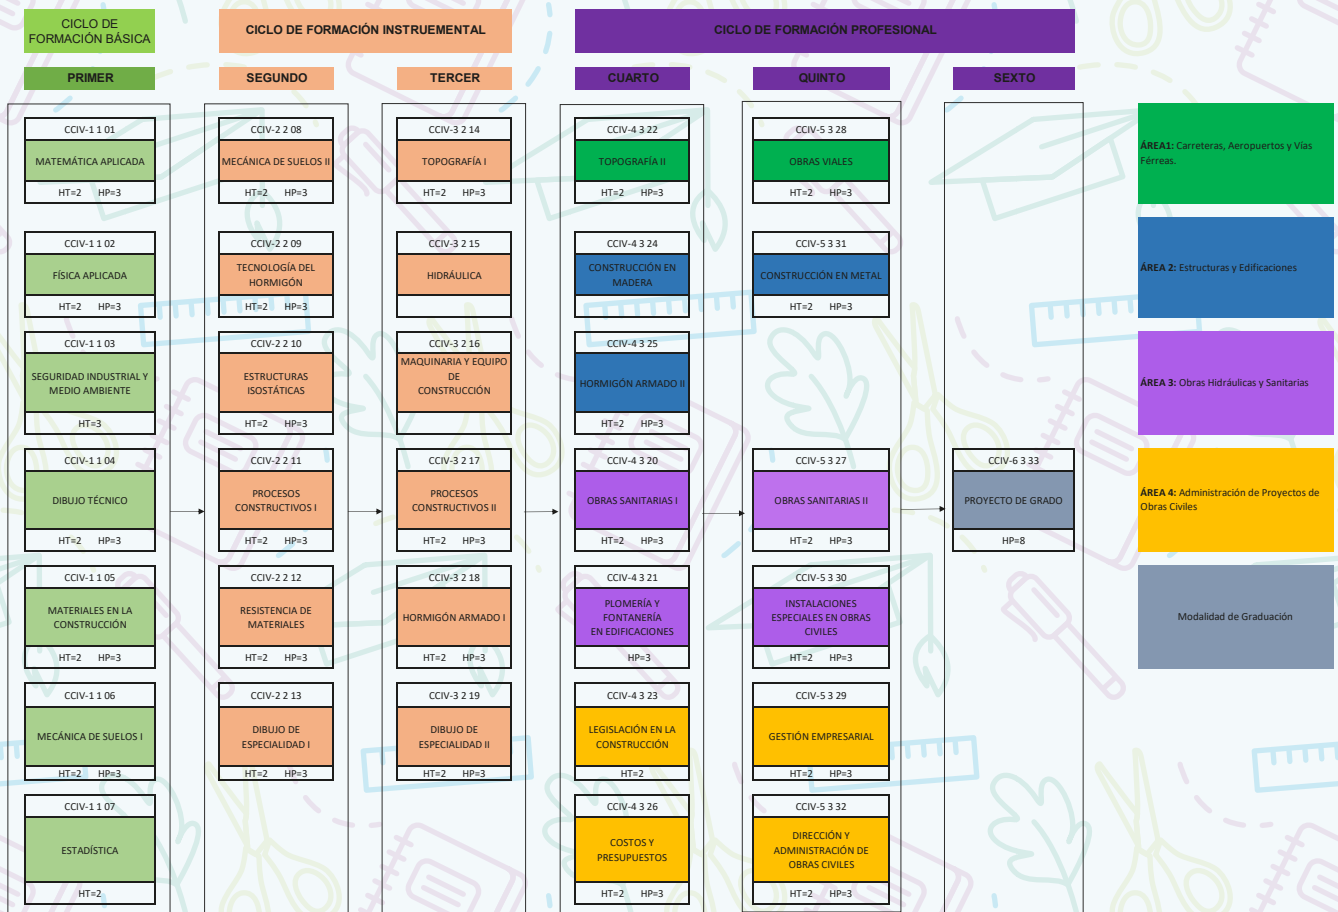 CICLO DE
FORMACIÓN BÁSICA
CICLO DE FORMACIÓN INSTRUEMENTAL
CICLO DE FORMACIÓN PROFESIONAL
PRIMER
SEGUNDO
TERCER
CUARTO
QUINTO
SEXTO
CCIV-1 1 01
MATEMÁTICA APLICADA
HT=2 HP=3
CCIV-1 1 02
FÍSICA APLICADA
HT=2 HP=3
CCIV-1 1 03
SEGURIDAD INDUSTRIAL Y
MEDIO AMBIENTE
HT=3
CCIV-1 1 04
DIBUJO TÉCNICO
HT=2 HP=3
CCIV-1 1 05
MATERIALES EN LA
CONSTRUCCIÓN
HT=2 HP=3
CCIV-1 1 06
MECÁNICA DE SUELOS I
HT=2 HP=3
CCIV-1 1 07
ESTADÍSTICA
HT=2
CCIV-2 2 08
MECÁNICA DE SUELOS II
HT=2 HP=3
CCIV-2 2 09
TECNOLOGÍA DEL
HORMIGÓN
HT=2 HP=3
CCIV-2 2 10
ESTRUCTURAS
ISOSTÁTICAS
HT=2 HP=3
CCIV-2 2 11
PROCESOS
CONSTRUCTIVOS I
HT=2 HP=3
CCIV-2 2 12
RESISTENCIA DE
MATERIALES
HT=2 HP=3
CCIV-2 2 13
DIBUJO DE
ESPECIALIDAD I
HT=2 HP=3
CCIV-3 2 14
TOPOGRAFÍA I
HT=2 HP=3
CCIV-3 2 15
HIDRÁULICA
CCIV-3 2 16
MAQUINARIA Y EQUIPO
DE
CONSTRUCCIÓN
CCIV-3 2 17
PROCESOS
CONSTRUCTIVOS II
HT=2 HP=3
CCIV-3 2 18
HORMIGÓN ARMADO I
HT=2 HP=3
CCIV-3 2 19
DIBUJO DE
ESPECIALIDAD II
HT=2 HP=3
CCIV-4 3 22
TOPOGRAFÍA II
HT=2 HP=3
CCIV-4 3 24
CONSTRUCCIÓN EN
MADERA
CCIV-4 3 25
HORMIGÓN ARMADO II
HT=2 HP=3
CCIV-4 3 20
OBRAS SANITARIAS I
HT=2 HP=3
CCIV-4 3 21
PLOMERÍA Y
FONTANERÍA
EN EDIFICACIONES
HP=3
CCIV-4 3 23
LEGISLACIÓN EN LA
CONSTRUCCIÓN
HT=2
CCIV-4 3 26
COSTOS Y
PRESUPUESTOS
HT=2 HP=3
CCIV-5 3 28
OBRAS VIALES
HT=2 HP=3
CCIV-5 3 31
CONSTRUCCIÓN EN METAL
HT=2 HP=3
CCIV-5 3 27
OBRAS SANITARIAS II
HT=2 HP=3
CCIV-5 3 30
INSTALACIONES
ESPECIALES EN OBRAS
CIVILES
HT=2 HP=3
CCIV-5 3 29
GESTIÓN EMPRESARIAL
HT=2 HP=3
CCIV-5 3 32
DIRECCIÓN Y
ADMINISTRACIÓN DE
OBRAS CIVILES
HT=2 HP=3
CCIV-6 3 33
PROYECTO DE GRADO
HP=8
ÁREA1: Carreteras, Aeropuertos y Vías
Férreas.
ÁREA 2: Estructuras y Edificaciones
ÁREA 3: Obras Hidráulicas y Sanitarias
ÁREA 4: Administración de Proyectos de
Obras Civiles
Modalidad de Graduación